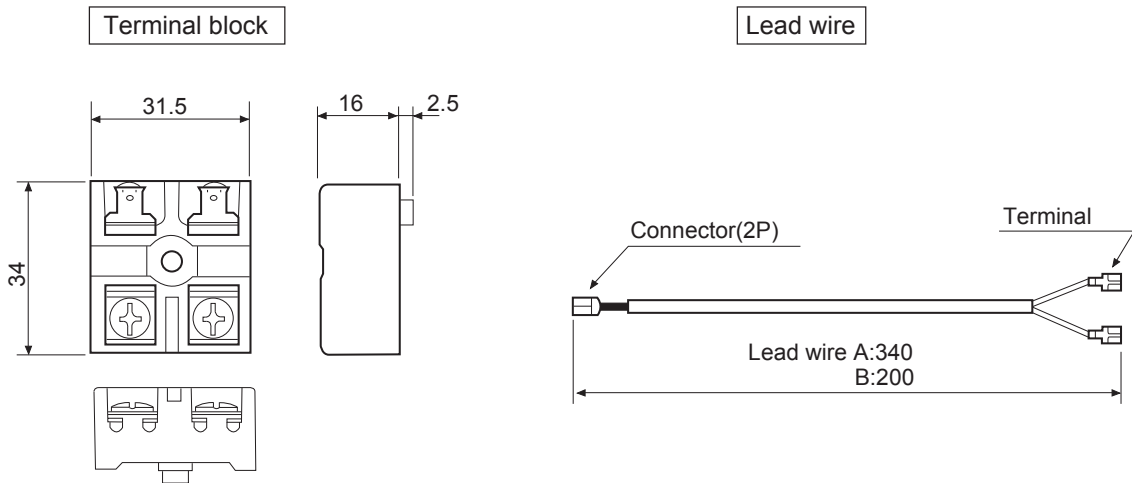 Terminal block
Lead wire
31.5
16
2.5
34
Connector(2P)
Terminal
Lead wire A:340
B:200